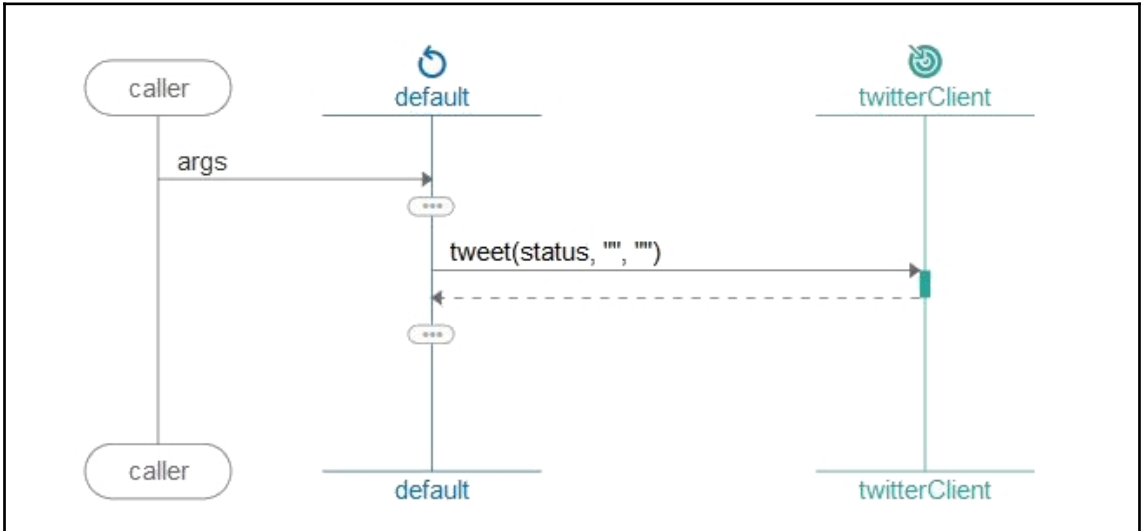 caller
default
twitterClient
args
tweet(status, "", "")
caller
default
twitterClient